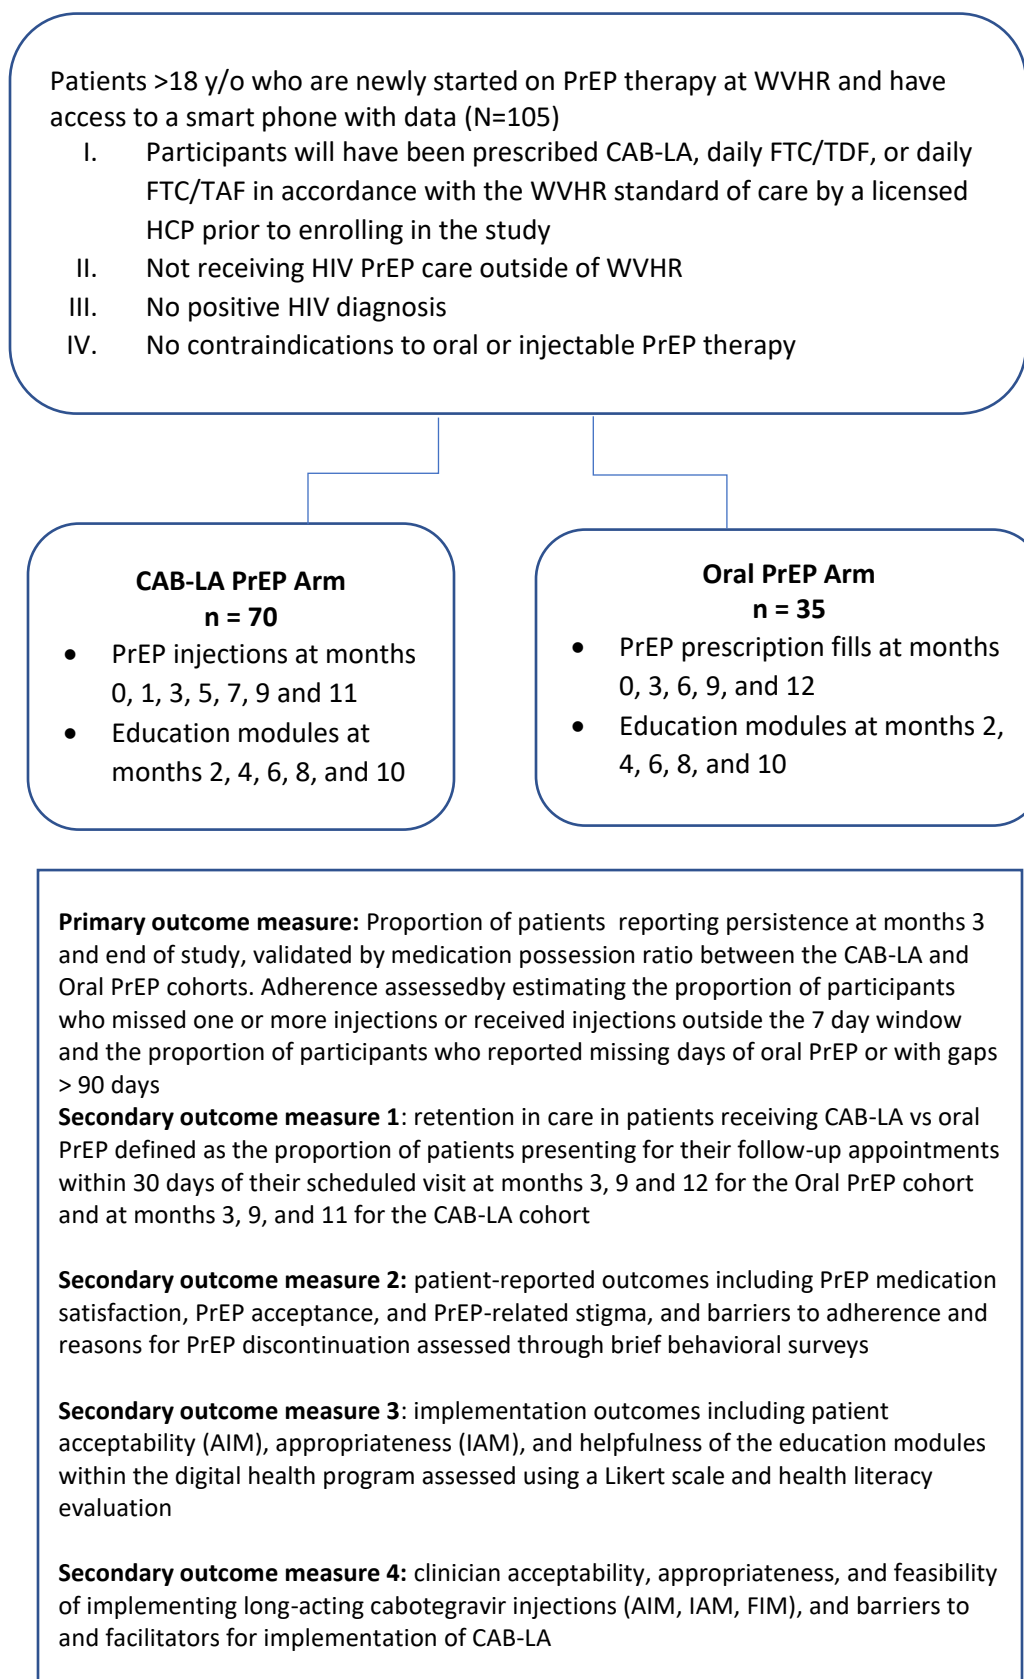 Patients >18 y/o who are newly started on PrEP therapy at WVHR and have
access to a smart phone with data (N=105)
I. Participants will have been prescribed CAB-LA, daily FTC/TDF, or daily
FTC/TAF in accordance with the WVHR standard of care by a licensed
HCP prior to enrolling in the study
II. Not receiving HIV PrEP care outside of WVHR
III. No positive HIV diagnosis
IV. No contraindications to oral or injectable PrEP therapy
CAB-LA PrEP Arm
n = 70
• PrEP injections at months
0, 1, 3, 5, 7, 9 and 11
• Education modules at
months 2, 4, 6, 8, and 10
Oral PrEP Arm
n = 35
• PrEP prescription fills at months
0, 3, 6, 9, and 12
• Education modules at months 2,
4, 6, 8, and 10
Primary outcome measure: Proportion of patients reporting persistence at months 3
and end of study, validated by medication possession ratio between the CAB-LA and
Oral PrEP cohorts. Adherence assessedby estimating the proportion of participants
who missed one or more injections or received injections outside the 7 day window
and the proportion of participants who reported missing days of oral PrEP or with gaps
> 90 days
Secondary outcome measure 1: retention in care in patients receiving CAB-LA vs oral
PrEP defined as the proportion of patients presenting for their follow-up appointments
within 30 days of their scheduled visit at months 3, 9 and 12 for the Oral PrEP cohort
and at months 3, 9, and 11 for the CAB-LA cohort
Secondary outcome measure 2: patient-reported outcomes including PrEP medication
satisfaction, PrEP acceptance, and PrEP-related stigma, and barriers to adherence and
reasons for PrEP discontinuation assessed through brief behavioral surveys
Secondary outcome measure 3: implementation outcomes including patient
acceptability (AIM), appropriateness (IAM), and helpfulness of the education modules
within the digital health program assessed using a Likert scale and health literacy
evaluation
Secondary outcome measure 4: clinician acceptability, appropriateness, and feasibility
of implementing long-acting cabotegravir injections (AIM, IAM, FIM), and barriers to
and facilitators for implementation of CAB-LA